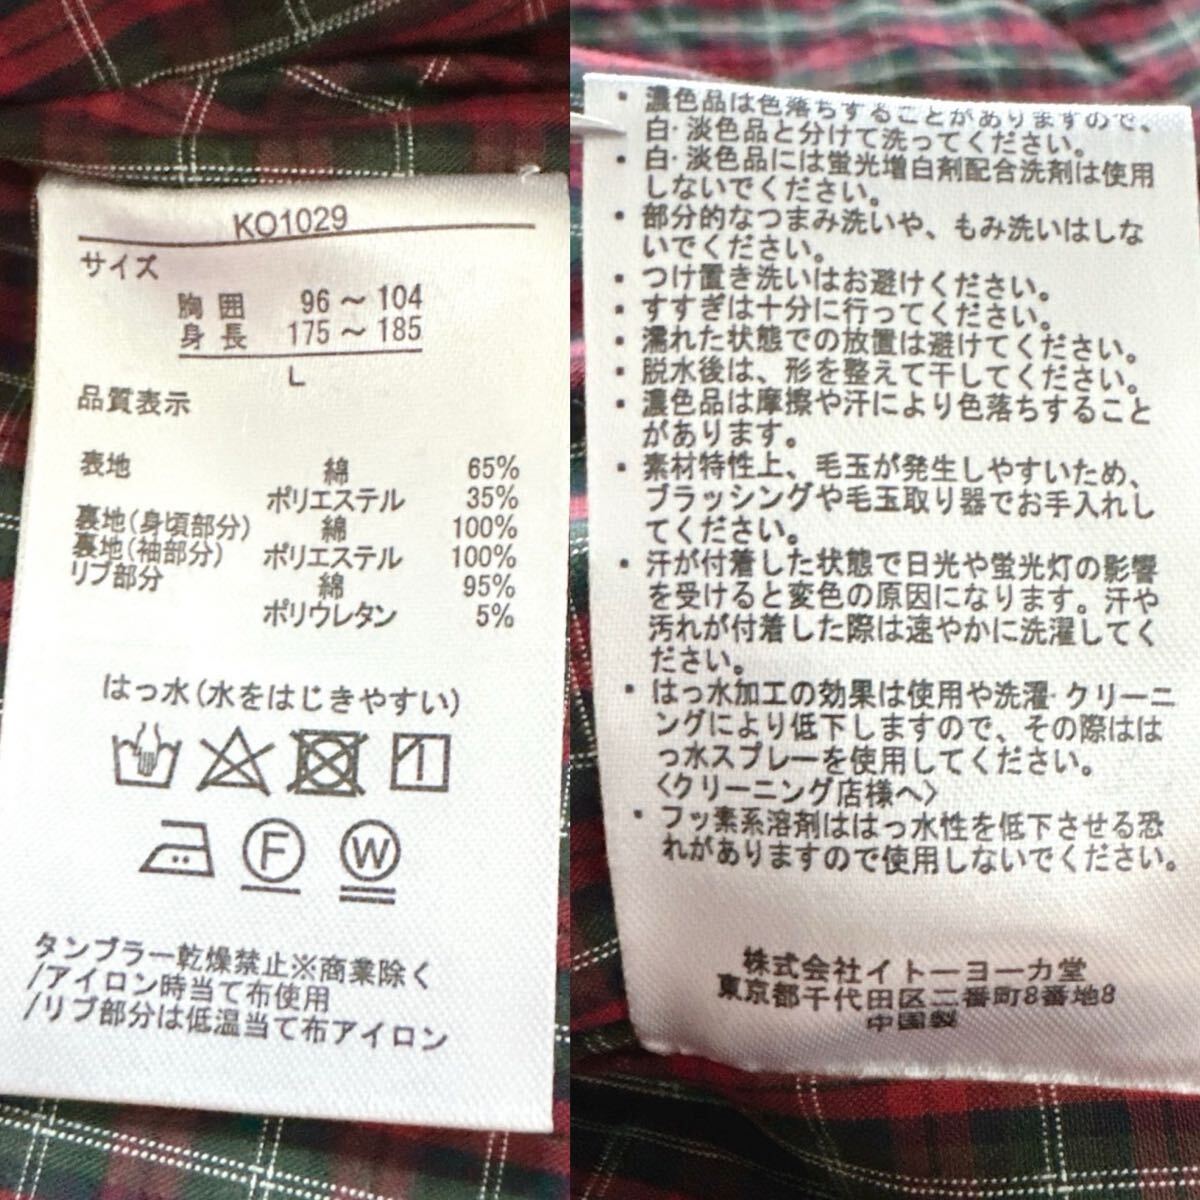 KO1029
サイズ
胸囲 96～104
身長 175～185
L
品質表示
表地 綿 65%
ポリエステル 35%
裏地(身頃部分) 綿 100%
裏地(袖部分) ポリエステル 100%
リブ部分 綿 95%
ポリウレタン 5%
はっ水(水をはじきやすい)
F W
タンブラー乾燥禁止※商業除く
/アイロン時当て布使用
/リブ部分は低温当て布アイロン
・濃色品は色落ちすることがありますので、
白・淡色品と分けて洗ってください。
・白・淡色品には蛍光増白剤配合洗剤は使用
しないでください。
・部分的なつまみ洗いや、もみ洗いはしな
いでください。
・つけ置き洗いはお避けください。
・すすぎは十分に行ってください。
・濡れた状態での放置は避けてください。
・脱水後は、形を整えて干してください。
・濃色品は摩擦や汗により色落ちすること
があります。
・素材特性上、毛玉が発生しやすいため、
ブラッシングや毛玉取り器でお手入れし
てください。
・汗が付着した状態で日光や蛍光灯の影響
を受けると変色の原因になります。汗や
汚れが付着した際は速やかに洗濯してく
ださい。
・はっ水加工の効果は使用や洗濯・クリーニ
ングにより低下しますので、その際はは
っ水スプレーを使用してください。
〈クリーニング店様へ〉
・フッ素系溶剤ははっ水性を低下させる恐
れがありますので使用しないでください。
株式会社イトーヨーカ堂
東京都千代田区二番町8番地8
中国製